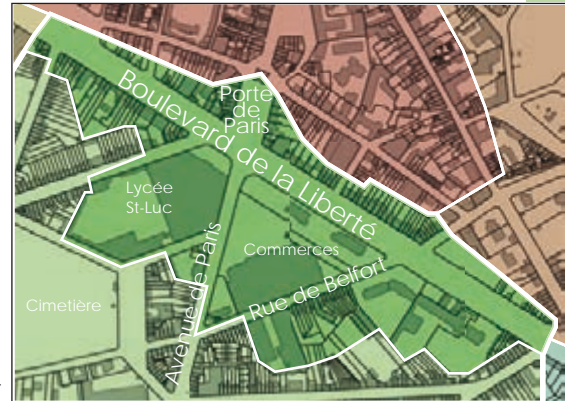 Porte
de
Paris
Boulevard de la Liberté
Lycée
St-Luc
Commerces
Cimetière
Avenue de Paris
Rue de Belfort